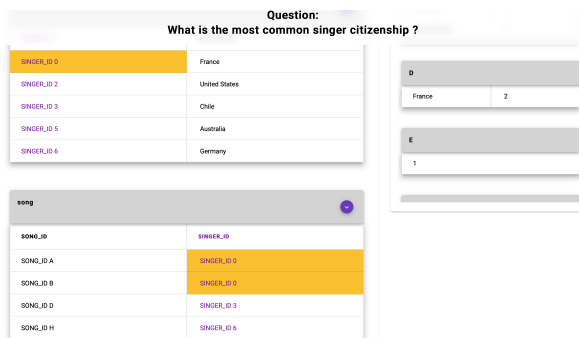 Question:
What is the most common singer citizenship ?
SINGER_ID 0 France
SINGER_ID 2 United States
SINGER_ID 3 Chile
SINGER_ID 5 Australia
SINGER_ID 6 Germany
song
SONG_ID SINGER_ID
SONG_ID A SINGER_ID 0
SONG_ID B SINGER_ID 0
SONG_ID D SINGER_ID 3
SONG_ID H SINGER_ID 6
D
France 2
E
1